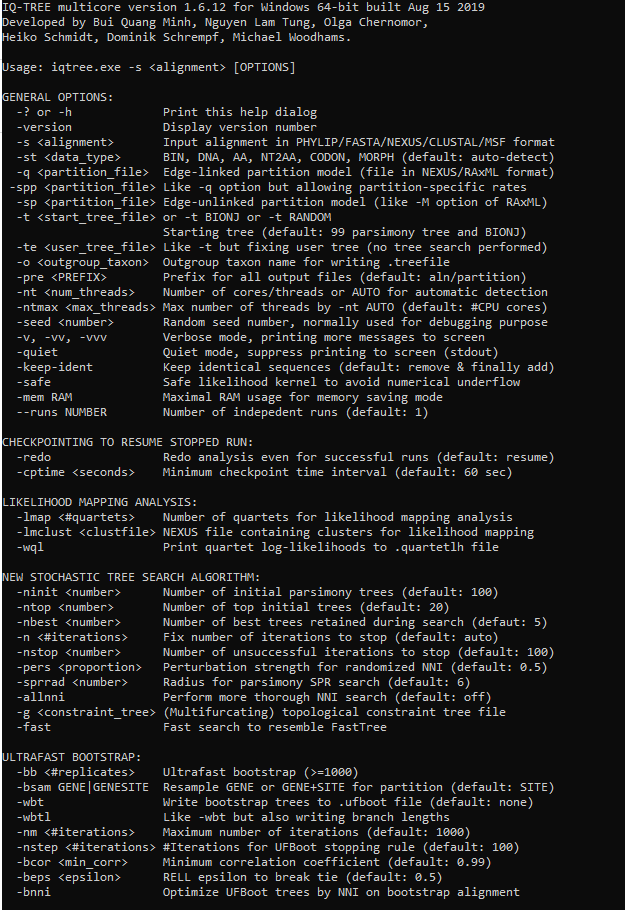 IQ-TREE multicore version 1.6.12 for Windows 64-bit built Aug 15 2019
Developed by Bui Quang Minh, Nguyen Lam Tung, Olga Chernomor,
Heiko Schmidt, Dominik Schrempf, Michael Woodhams.

Usage: iqtree.exe -s <alignment> [OPTIONS]

GENERAL OPTIONS:
  -? or -h             Print this help dialog
  -version             Display version number
  -s <alignment>       Input alignment in PHYLIP/FASTA/NEXUS/CLUSTAL/MSF format
  -st <data_type>      BIN, DNA, AA, NT2AA, CODON, MORPH (default: auto-detect)
  -q <partition_file>  Edge-linked partition model (file in NEXUS/RAxML format)
 -spp <partition_file> Like -q option but allowing partition-specific rates
  -sp <partition_file> Edge-unlinked partition model (like -M option of RAxML)
  -t <start_tree_file> or -t BIONJ or -t RANDOM
                       Starting tree (default: 99 parsimony tree and BIONJ)
  -te <user_tree_file> Like -t but fixing user tree (no tree search performed)
  -o <outgroup_taxon>  Outgroup taxon name for writing .treefile
  -pre <PREFIX>        Prefix for all output files (default: aln/partition)
  -nt <num_threads>    Number of cores/threads or AUTO for automatic detection
  -ntmax <max_threads> Max number of threads by -nt AUTO (default: #CPU cores)
  -seed <number>       Random seed number, normally used for debugging purpose
  -v, -vv, -vvv        Verbose mode, printing more messages to screen
  -quiet               Quiet mode, suppress printing to screen (stdout)
  -keep-ident          Keep identical sequences (default: remove & finally add)
  -safe                Safe likelihood kernel to avoid numerical underflow
  -mem RAM             Maximal RAM usage for memory saving mode
  --runs NUMBER        Number of indepedent runs (default: 1)

CHECKPOINTING TO RESUME STOPPED RUN:
  -redo                Redo analysis even for successful runs (default: resume)
  -cptime <seconds>    Minimum checkpoint time interval (default: 60 sec)

LIKELIHOOD MAPPING ANALYSIS:
  -lmap <#quartets>    Number of quartets for likelihood mapping analysis
  -lmclust <clustfile> NEXUS file containing clusters for likelihood mapping
  -wql                 Print quartet log-likelihoods to .quartetlh file

NEW STOCHASTIC TREE SEARCH ALGORITHM:
  -ninit <number>      Number of initial parsimony trees (default: 100)
  -ntop <number>       Number of top initial trees (default: 20)
  -nbest <number>      Number of best trees retained during search (defaut: 5)
  -n <#iterations>     Fix number of iterations to stop (default: auto)
  -nstop <number>      Number of unsuccessful iterations to stop (default: 100)
  -pers <proportion>   Perturbation strength for randomized NNI (default: 0.5)
  -sprrad <number>     Radius for parsimony SPR search (default: 6)
  -allnni              Perform more thorough NNI search (default: off)
  -g <constraint_tree> (Multifurcating) topological constraint tree file
  -fast                Fast search to resemble FastTree

ULTRAFAST BOOTSTRAP:
  -bb <#replicates>    Ultrafast bootstrap (>=1000)
  -bsam GENE|GENESITE  Resample GENE or GENE+SITE for partition (default: SITE)
  -wbt                 Write bootstrap trees to .ufboot file (default: none)
  -wbtl                Like -wbt but also writing branch lengths
  -nm <#iterations>    Maximum number of iterations (default: 1000)
  -nstep <#iterations> #Iterations for UFBoot stopping rule (default: 100)
  -bcor <min_corr>     Minimum correlation coefficient (default: 0.99)
  -beps <epsilon>      RELL epsilon to break tie (default: 0.5)
  -bnni                Optimize UFBoot trees by NNI on bootstrap alignment